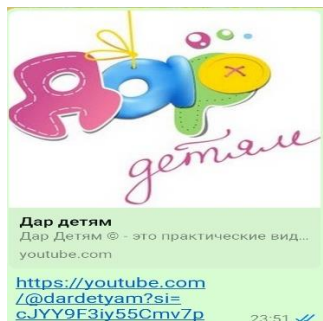 Дар
детям
Дар детям
Дар Детям © - это практические вид...
youtube.com
https://youtube.com
/@dardetyam?si=
cJYY9F3iy55Cmv7p
23:51